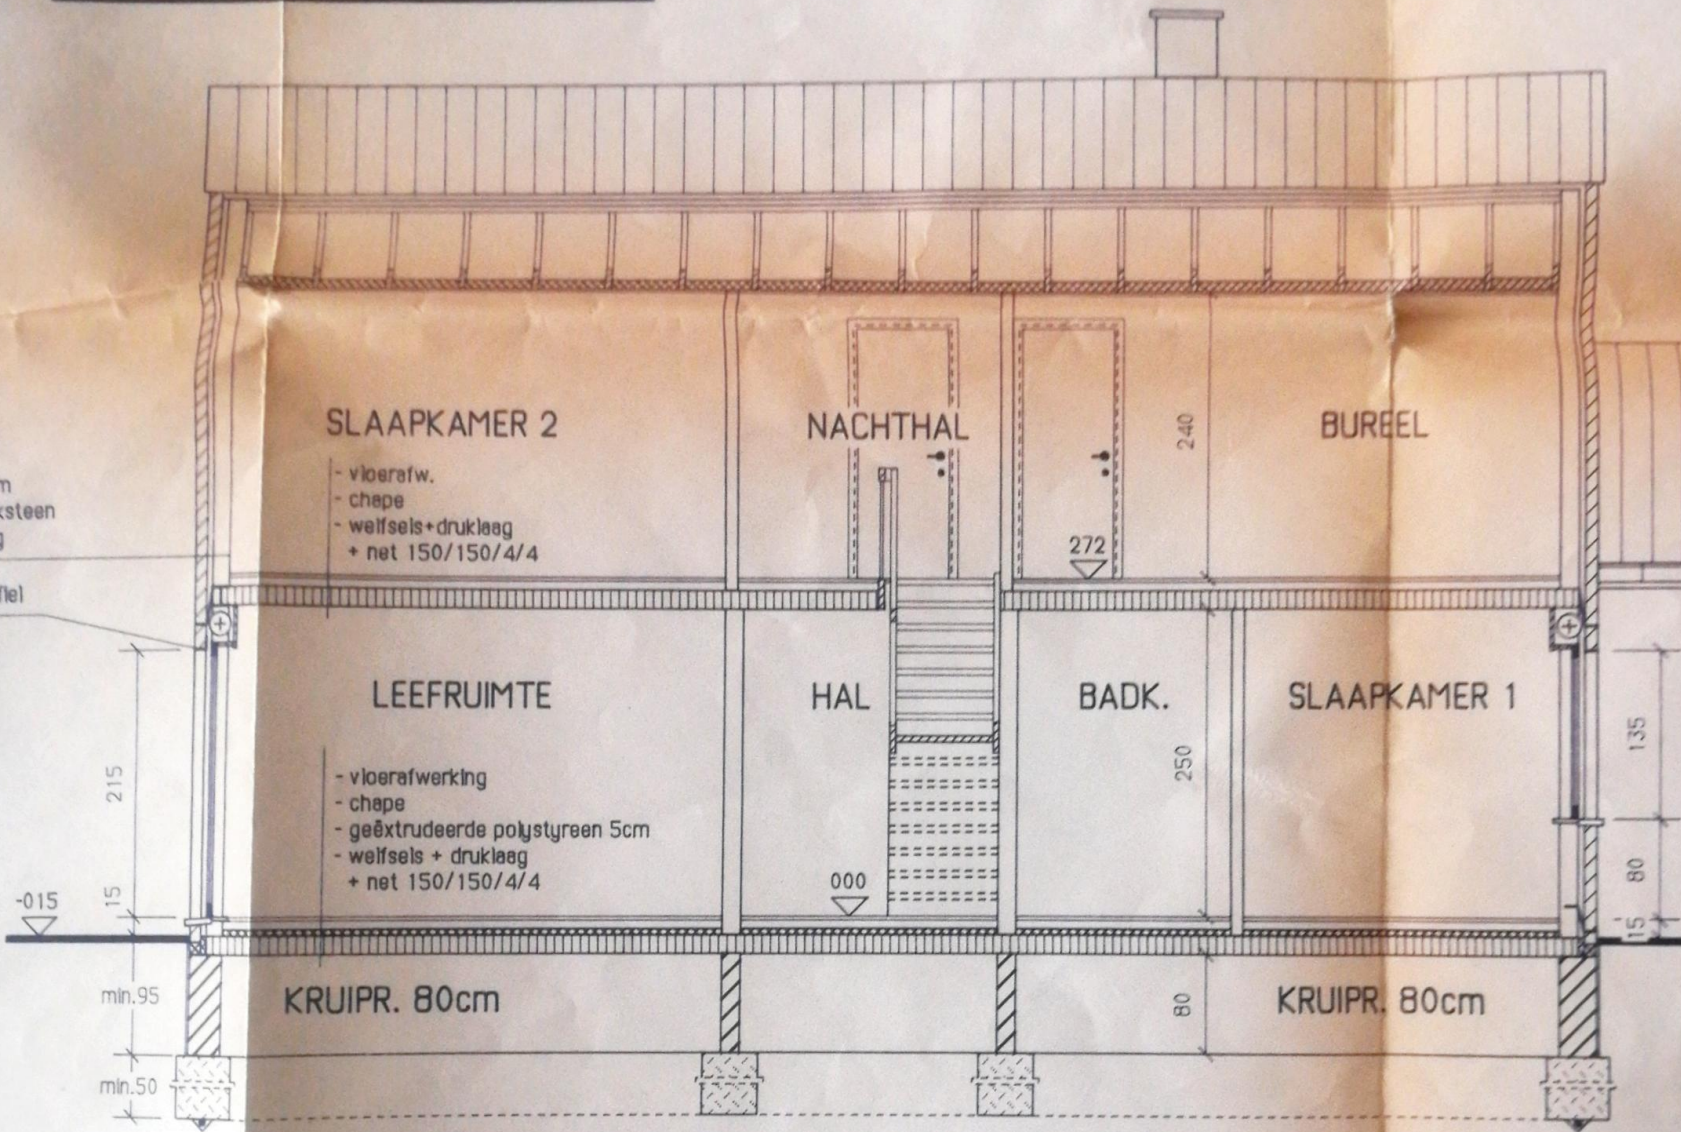 SLAAPKAMER 2
- vloerafw.
- chape
- welfsels+druklaag
+ net 150/150/4/4
NACHTHAL
240
BUREEL
272
LEEFRUIMTE
- vloerafwerking
- chape
- geëxtrudeerde polystyreen 5cm
- welfsels + druklaag
+ net 150/150/4/4
HAL
000
BADK.
250
SLAAPKAMER 1
215
15
-015
135
80
15
min.95
min.50
KRUIPR. 80cm
80
KRUIPR. 80cm